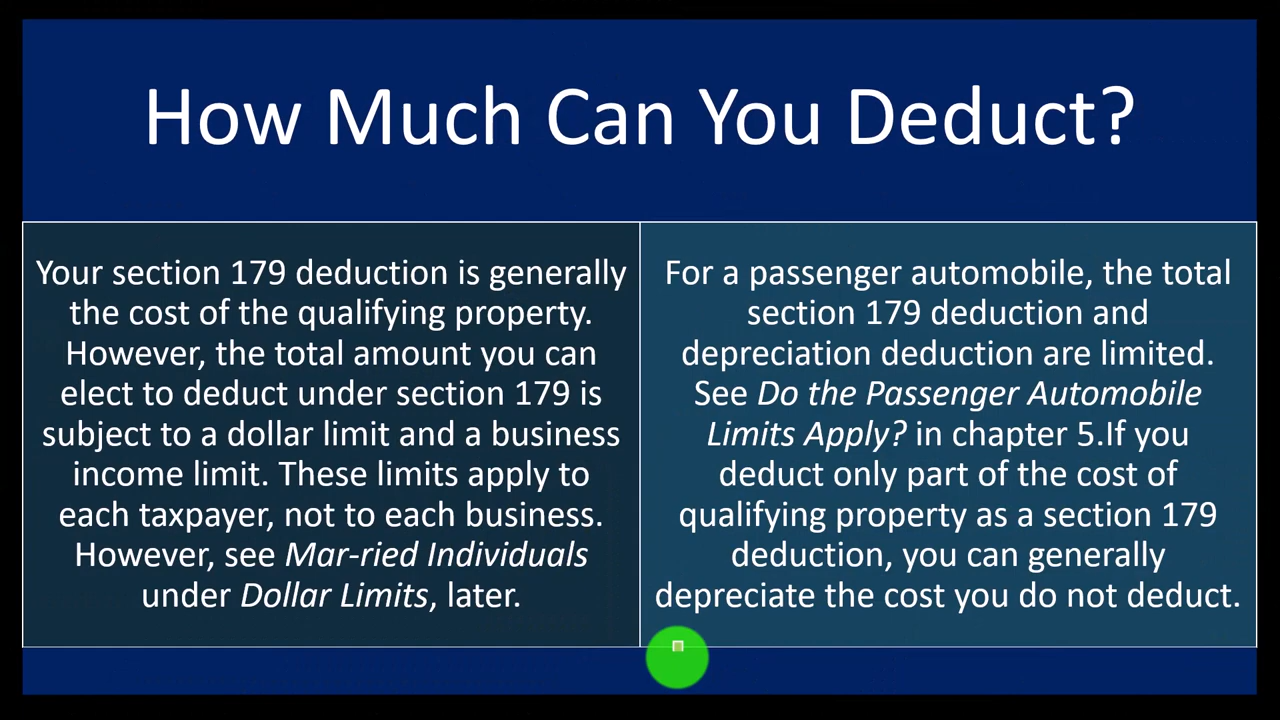 How Much Can You Deduct?
Your section 179 deduction is generally
the cost of the qualifying property.
However, the total amount you can
elect to deduct under section 179 is
subject to a dollar limit and a business
income limit. These limits apply to
each taxpayer, not to each business.
However, see Mar-ried Individuals
under Dollar Limits, later.
For a passenger automobile, the total
section 179 deduction and
depreciation deduction are limited.
See Do the Passenger Automobile
Limits Apply? in chapter 5.If you
deduct only part of the cost of
qualifying property as a section 179
deduction, you can generally
depreciate the cost you do not deduct.